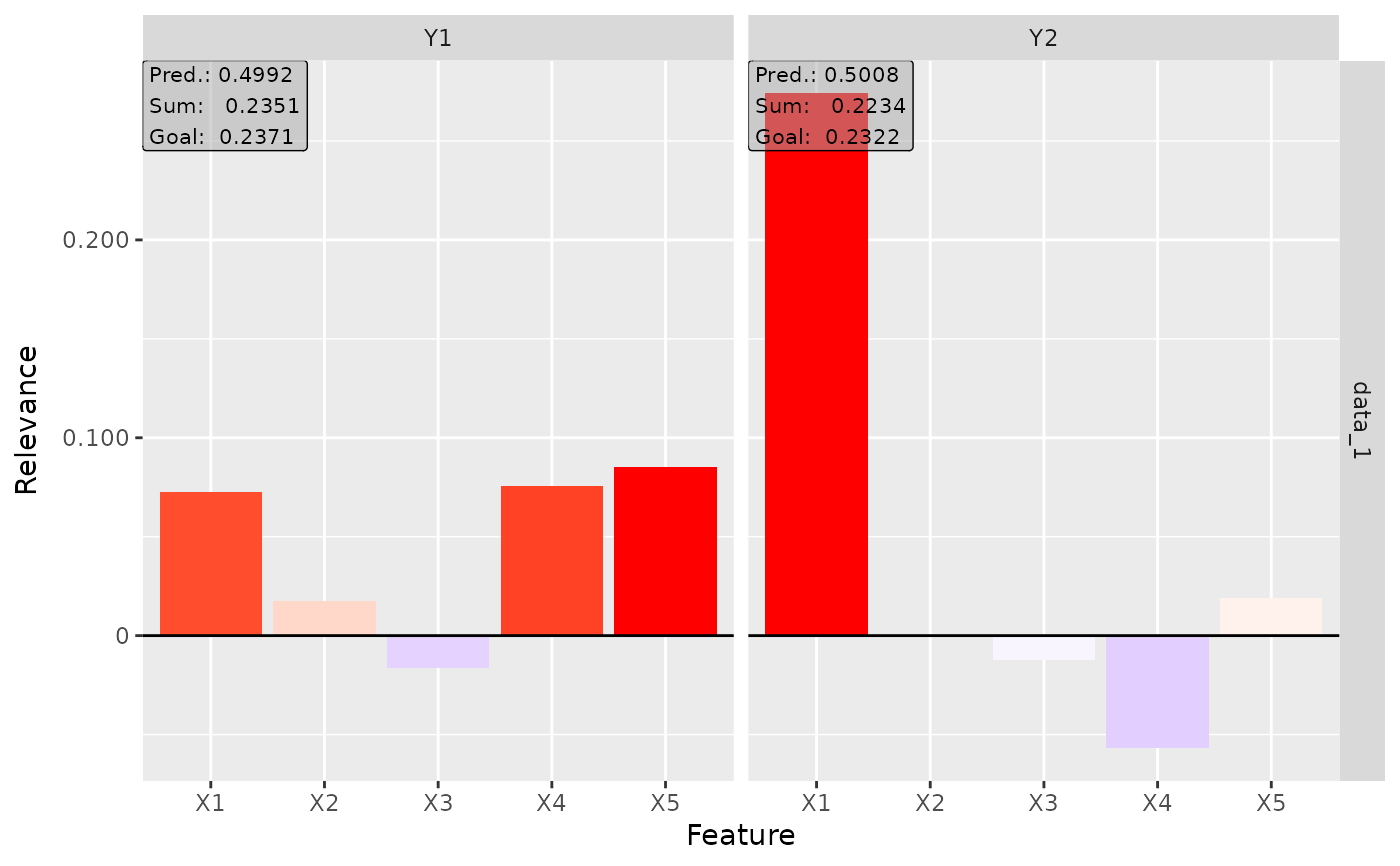 Y1
Y2
Pred.: 0.4992
Sum: 0.2351
Goal: 0.2371
Pred.: 0.5008
Sum: 0.2234
Goal: 0.2322
0.200
0.100
0
Relevance
data_1
X1 X2 X3 X4 X5
X1 X2 X3 X4 X5
Feature